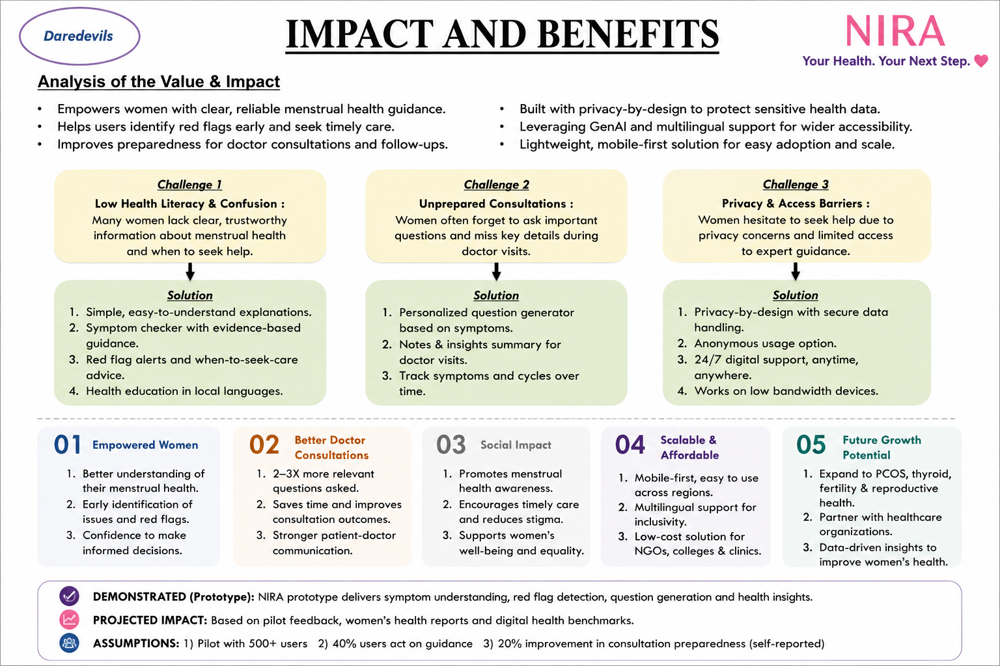 Daredevils
IMPACT AND BENEFITS
NIRA
Your Health. Your Next Step.
Analysis of the Value & Impact
• Empowers women with clear, reliable menstrual health guidance.
• Helps users identify red flags early and seek timely care.
• Improves preparedness for doctor consultations and follow-ups.
• Built with privacy-by-design to protect sensitive health data.
• Leveraging GenAI and multilingual support for wider accessibility.
• Lightweight, mobile-first solution for easy adoption and scale.
Challenge 1
Low Health Literacy & Confusion :
Many women lack clear, trustworthy
information about menstrual health
and when to seek help.
Solution
1. Simple, easy-to-understand explanations.
2. Symptom checker with evidence-based
guidance.
3. Red flag alerts and when-to-seek-care
advice.
4. Health education in local languages.
Challenge 2
Unprepared Consultations :
Women often forget to ask important
questions and miss key details during
doctor visits.
Solution
1. Personalized question generator
based on symptoms.
2. Notes & insights summary for
doctor visits.
3. Track symptoms and cycles over
time.
Challenge 3
Privacy & Access Barriers :
Women hesitate to seek help due to
privacy concerns and limited access
to expert guidance.
Solution
1. Privacy-by-design with secure data
handling.
2. Anonymous usage option.
3. 24/7 digital support, anytime,
anywhere.
4. Works on low bandwidth devices.
01 Empowered Women
1. Better understanding of
their menstrual health.
2. Early identification of
issues and red flags.
3. Confidence to make
informed decisions.
02 Better Doctor
Consultations
1. 2–3X more relevant
questions asked.
2. Saves time and improves
consultation outcomes.
3. Stronger patient-doctor
communication.
03 Social Impact
1. Promotes menstrual
health awareness.
2. Encourages timely care
and reduces stigma.
3. Supports women's
well-being and equality.
04 Scalable &
Affordable
1. Mobile-first, easy to use
across regions.
2. Multilingual support for
inclusivity.
3. Low-cost solution for
NGOs, colleges & clinics.
05 Future Growth
Potential
1. Expand to PCOS, thyroid,
fertility & reproductive
health.
2. Partner with healthcare
organizations.
3. Data-driven insights to
improve women's health.
DEMONSTRATED (Prototype): NIRA prototype delivers symptom understanding, red flag detection, question generation and health insights.
PROJECTED IMPACT: Based on pilot feedback, women's health reports and digital health benchmarks.
ASSUMPTIONS: 1) Pilot with 500+ users 2) 40% users act on guidance 3) 20% improvement in consultation preparedness (self-reported)